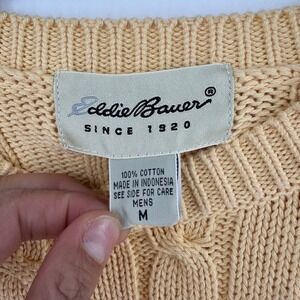 Eddie Bauer®
SINCE 1920
100% COTTON
MADE IN INDONESIA
SEE SIDE FOR CARE
MENS
M